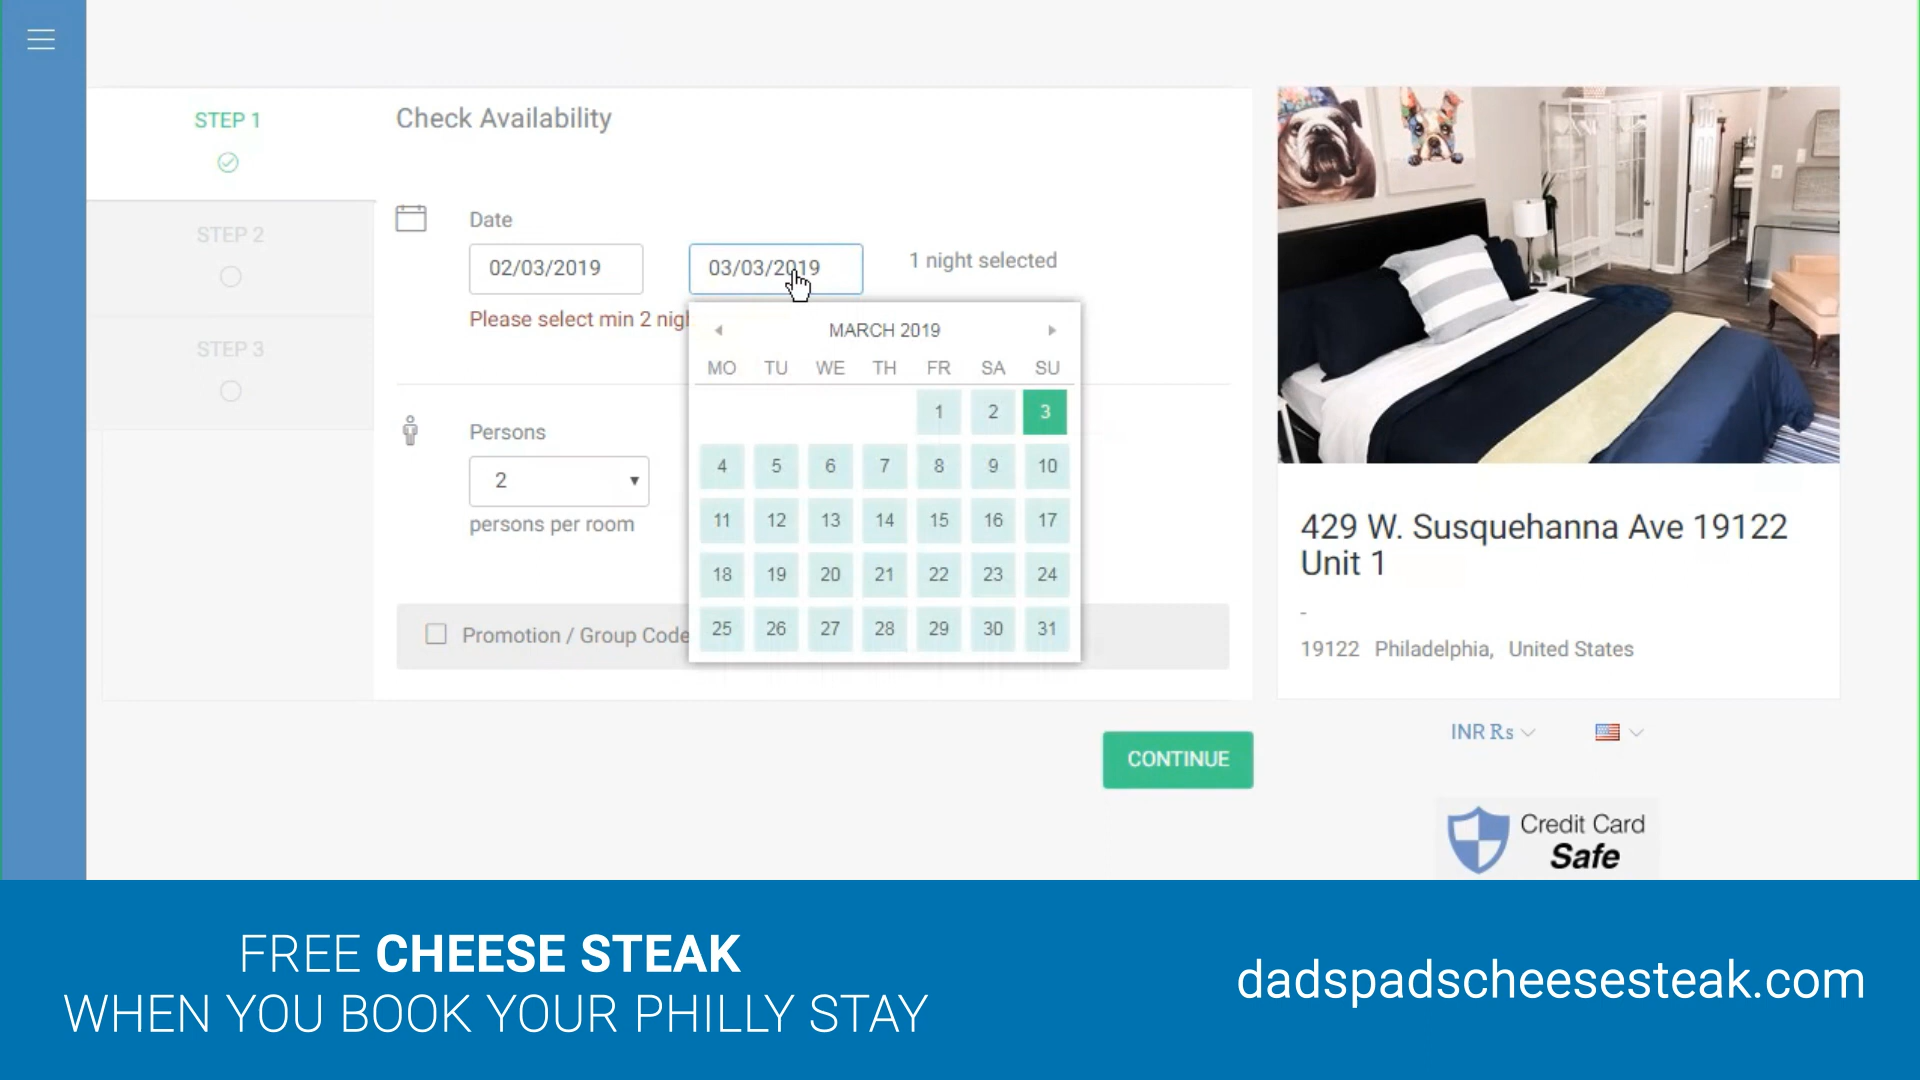 STEP 1
STEP 2
STEP 3
Check Availability
Date
02/03/2019
03/03/2019
1 night selected
Please select min 2
MARCH 2019
MO TU WE TH FR SA SU
1 2 3
4 5 6 7 8 9 10
11 12 13 14 15 16 17
18 19 20 21 22 23 24
25 26 27 28 29 30 31
Persons
2
persons per room
Promotion / Group Code
CONTINUE
429 W. Susquehanna Ave 19122
Unit 1
-
19122 Philadelphia, United States
INR Rs
Credit Card
Safe
FREE CHEESE STEAK
WHEN YOU BOOK YOUR PHILLY STAY
dadspadscheesesteak.com